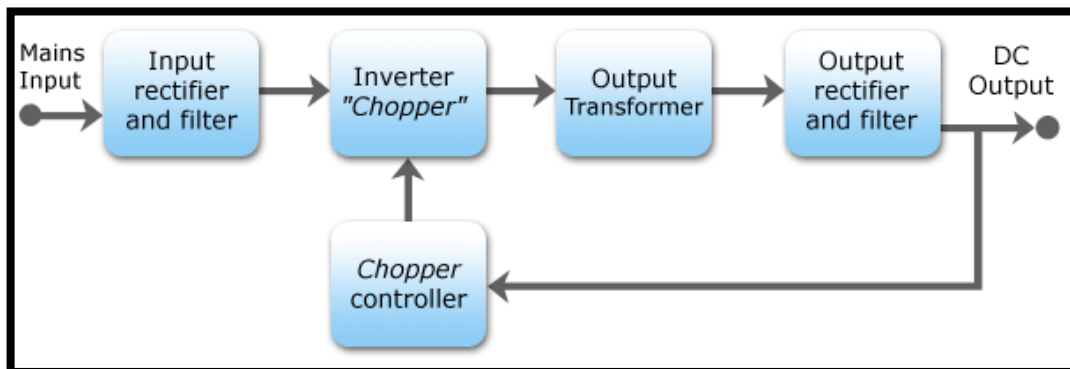 Mains
Input
Input
rectifier
and filter
Inverter
"Chopper"
Output
Transformer
Output
rectifier
and filter
DC
Output
Chopper
controller